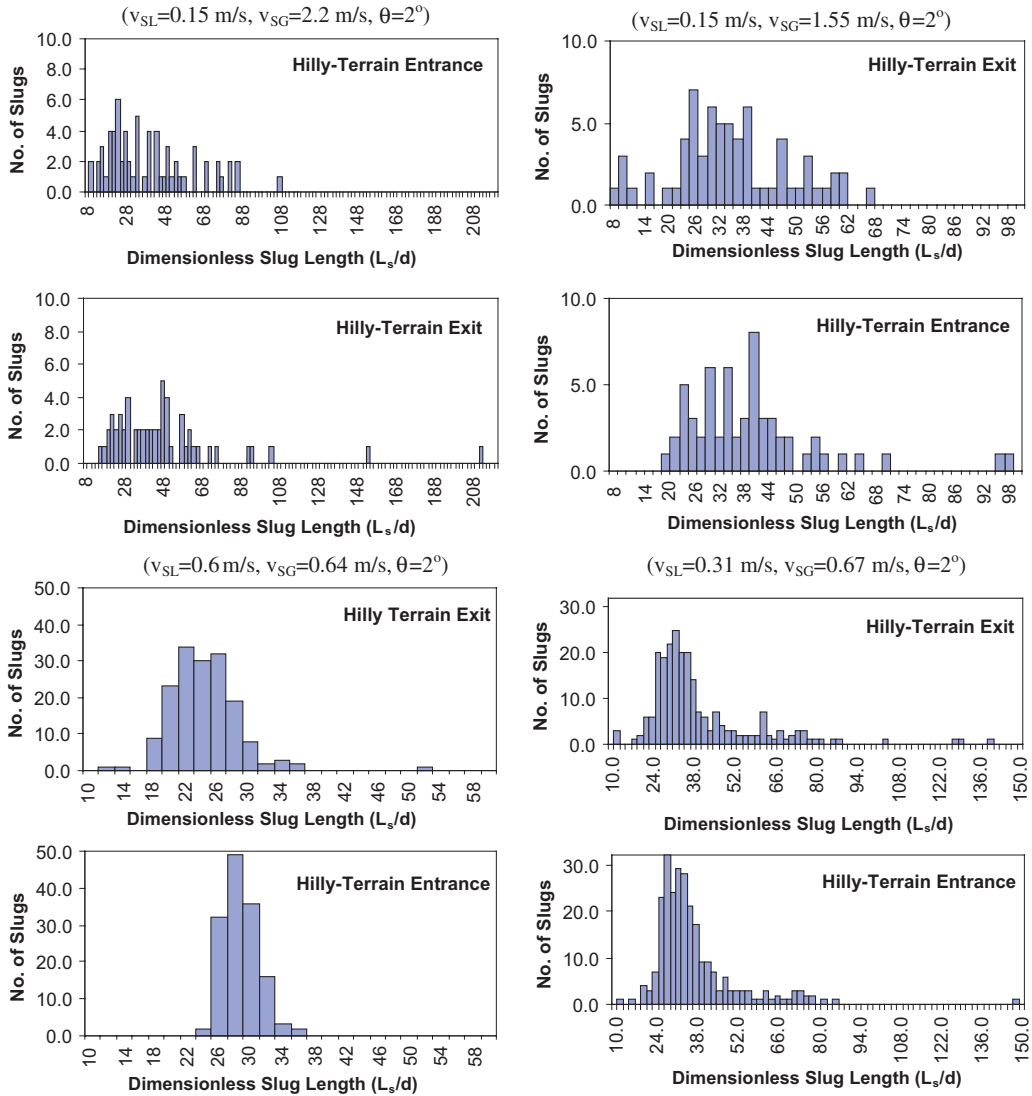 (vSL=0.15 m/s, vSG=2.2 m/s, θ=2°)
10.0
8.0
6.0
4.0
2.0
0.0
No. of Slugs
Hilly-Terrain Entrance
8 28 48 68 88 108 128 148 168 188 208
Dimensionless Slug Length (Ls/d)
10.0
8.0
6.0
4.0
2.0
0.0
No. of Slugs
Hilly-Terrain Exit
8 28 48 68 88 108 128 148 168 188 208
Dimensionless Slug Length (Ls/d)
(vSL=0.15 m/s, vSG=1.55 m/s, θ=2°)
10.0
5.0
0.0
No. of Slugs
Hilly-Terrain Exit
8 14 20 26 32 38 44 50 56 62 68 74 80 86 92 98
Dimensionless Slug Length (Ls/d)
10.0
5.0
0.0
No. of Slugs
Hilly-Terrain Entrance
8 14 20 26 32 38 44 50 56 62 68 74 80 86 92 98
Dimensionless Slug Length (Ls/d)
(vSL=0.6 m/s, vSG=0.64 m/s, θ=2°)
50.0
40.0
30.0
20.0
10.0
0.0
No. of Slugs
Hilly Terrain Exit
10 14 18 22 26 30 34 38 42 46 50 54 58
Dimensionless Slug Length (Ls/d)
50.0
40.0
30.0
20.0
10.0
0.0
No. of Slugs
Hilly-Terrain Entrance
10 14 18 22 26 30 34 38 42 46 50 54 58
Dimensionless Slug Length (Ls/d)
(vSL=0.31 m/s, vSG=0.67 m/s, θ=2°)
30.0
20.0
10.0
0.0
No. of Slugs
Hilly-Terrain Exit
10.0 24.0 38.0 52.0 66.0 80.0 94.0 108.0 122.0 136.0 150.0
Dimensionless Slug Length (Ls/d)
30.0
20.0
10.0
0.0
No. of Slugs
Hilly-Terrain Entrance
10.0 24.0 38.0 52.0 66.0 80.0 94.0 108.0 122.0 136.0 150.0
Dimensionless Slug Length (Ls/d)